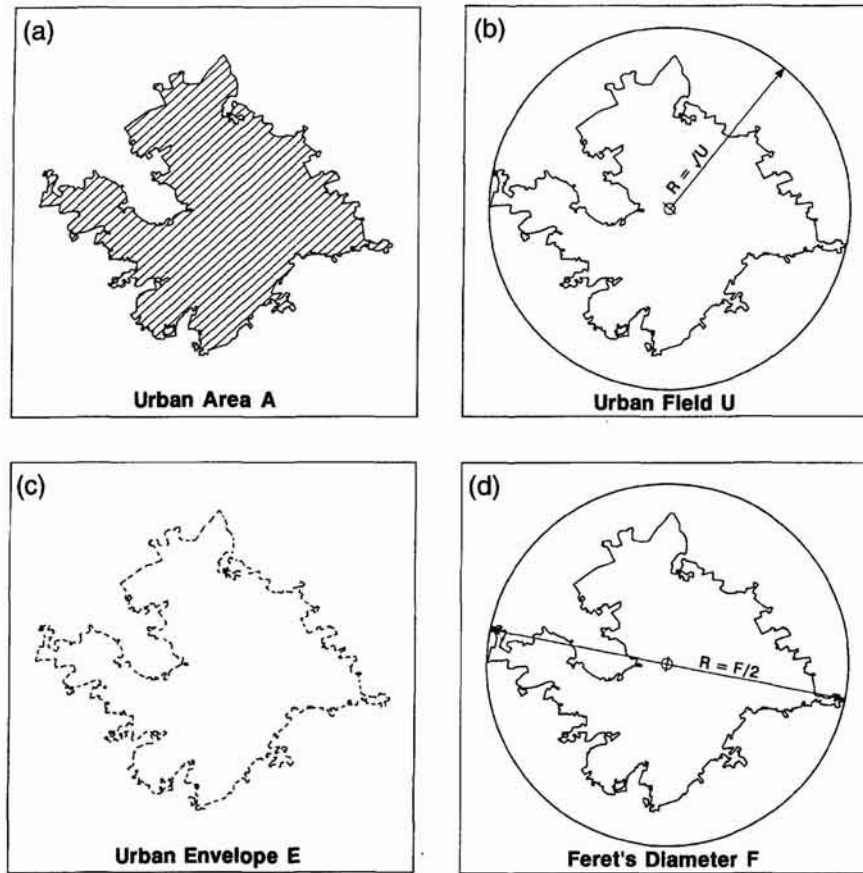 (a)
Urban Area A
(b)
R = √U
Urban Field U
(c)
Urban Envelope E
(d)
R = F/2
Feret's Diameter F